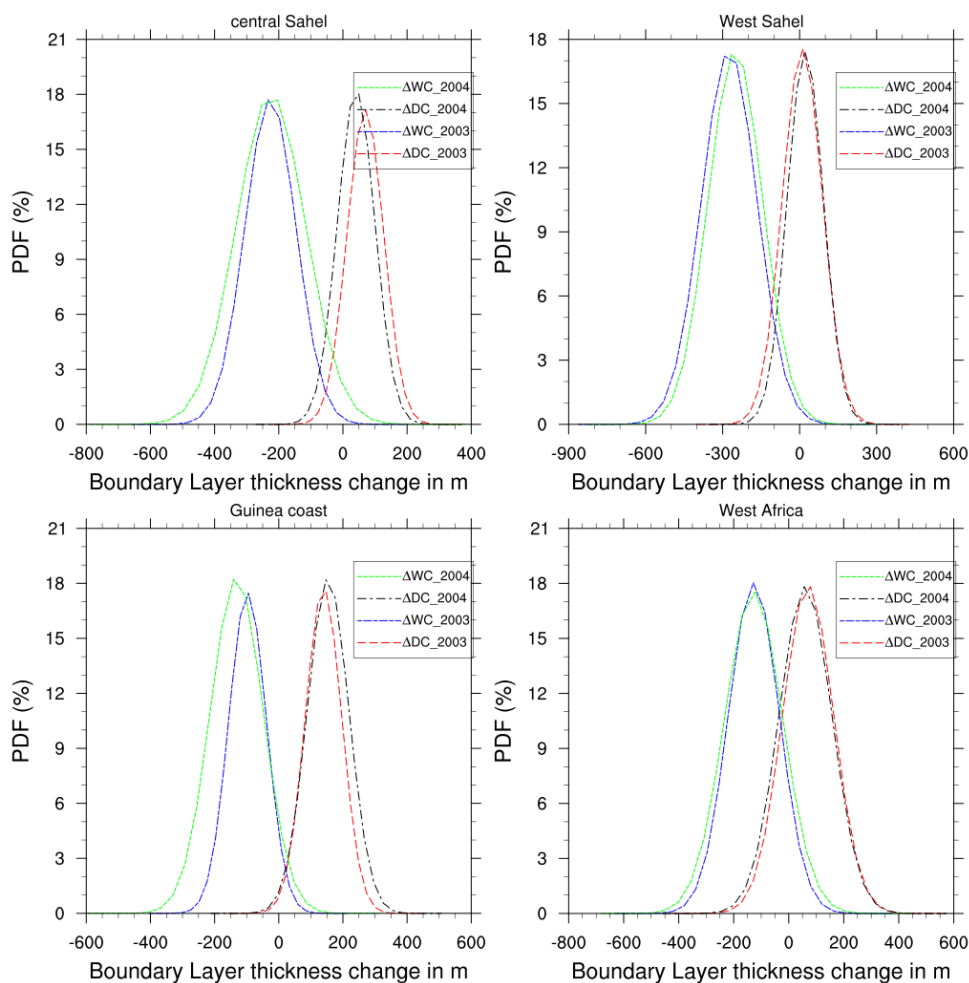 central Sahel
21
18
15
12
9
6
3
0
PDF (%)
ΔWC_2004
ΔDC_2004
ΔWC_2003
ΔDC_2003
-800 -600 -400 -200 0 200 400
Boundary Layer thickness change in m
West Sahel
18
15
12
9
6
3
0
PDF (%)
ΔWC_2004
ΔDC_2004
ΔWC_2003
ΔDC_2003
-900 -600 -300 0 300 600
Boundary Layer thickness change in m
Guinea coast
21
18
15
12
9
6
3
0
PDF (%)
ΔWC_2004
ΔDC_2004
ΔWC_2003
ΔDC_2003
-600 -400 -200 0 200 400 600
Boundary Layer thickness change in m
West Africa
21
18
15
12
9
6
3
0
PDF (%)
ΔWC_2004
ΔDC_2004
ΔWC_2003
ΔDC_2003
-800 -600 -400 -200 0 200 400 600
Boundary Layer thickness change in m